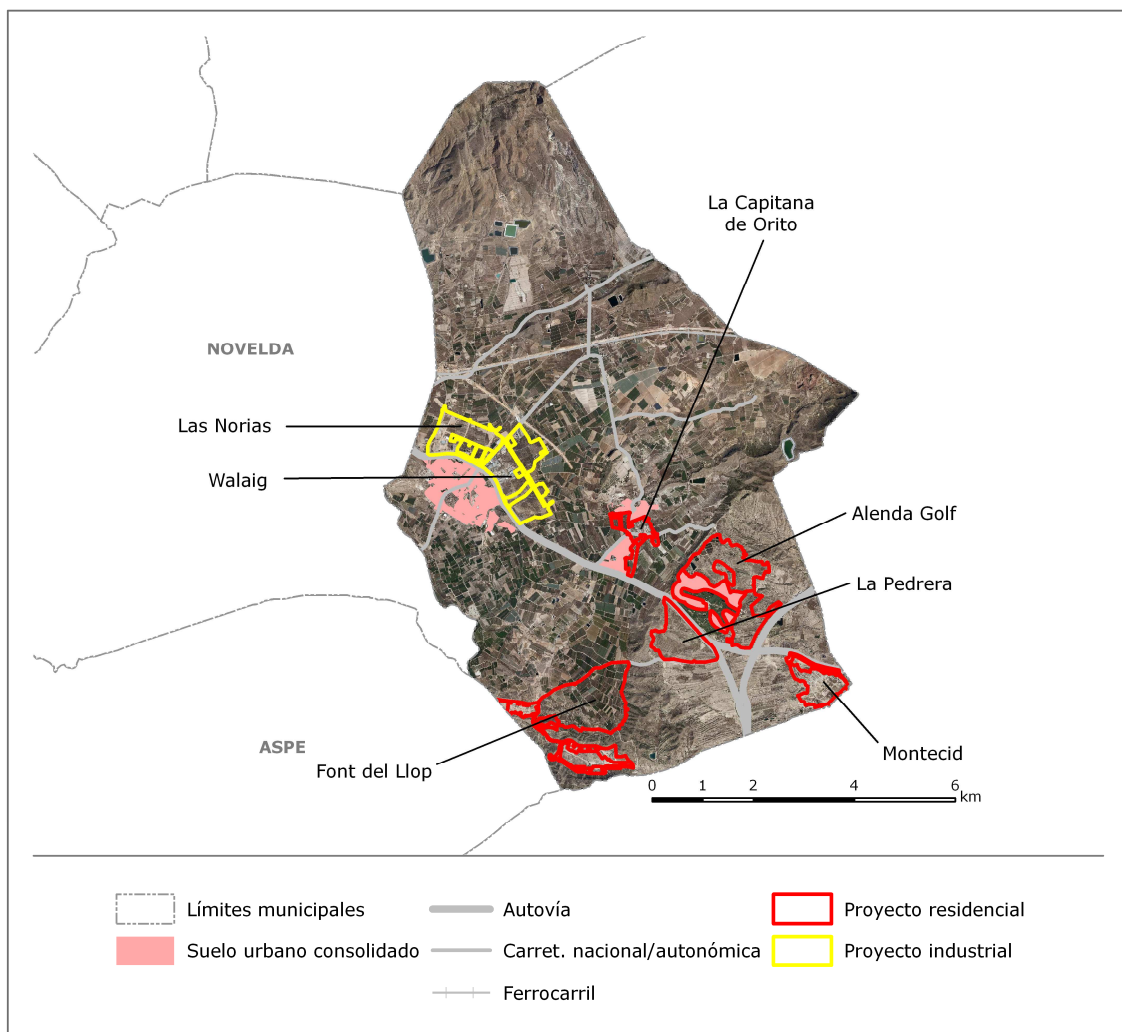 La Capitana
de Orito
NOVELDA
Las Norias
Walaig
Alenda Golf
La Pedrera
ASPE
Font del Llop
Montecid
0 1 2 4 6
km
Límites municipales
Autovía
Proyecto residencial
Suelo urbano consolidado
Carret. nacional/autonómica
Proyecto industrial
Ferrocarril